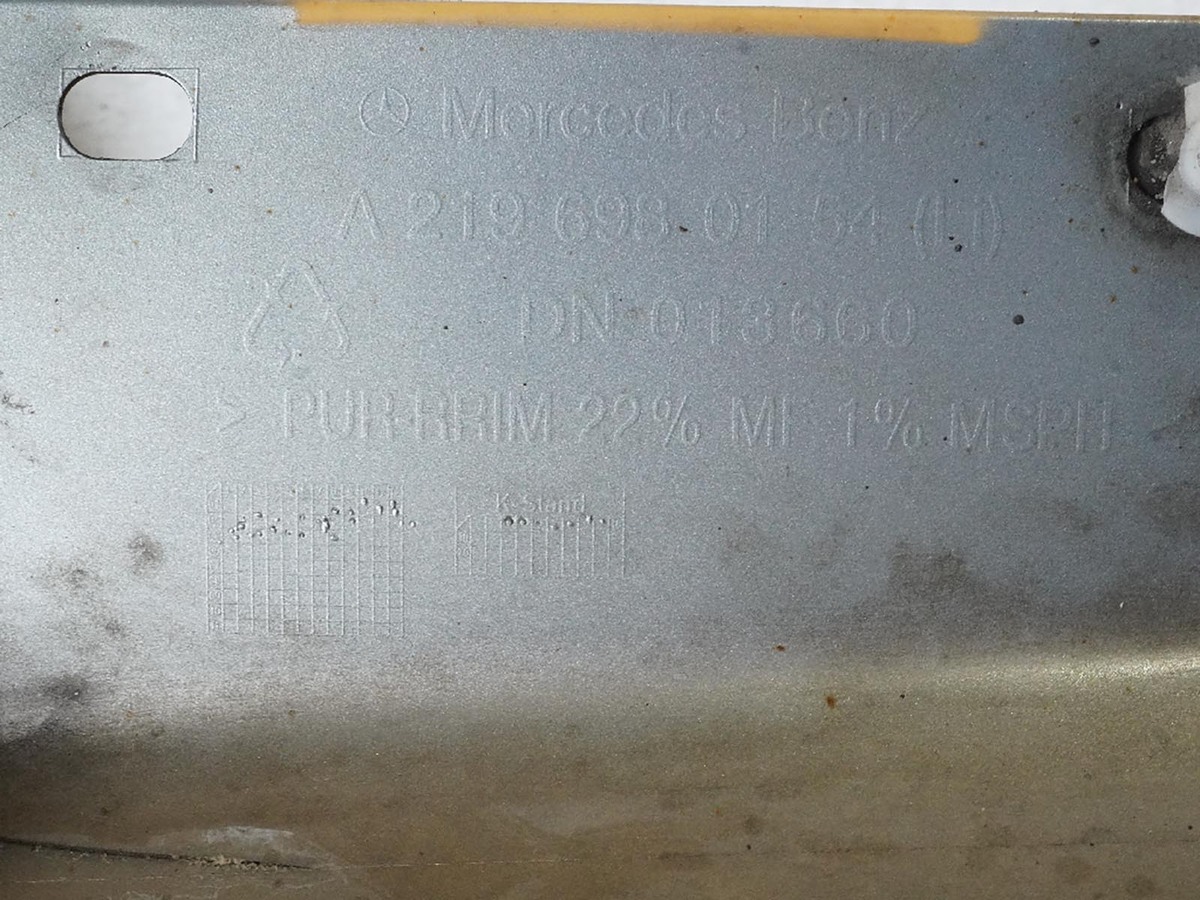 Mercedes Benz
A 219 698 01 54 (Li)
DN 013660
> PUR-RRIM 22% MF 1% MSPH
K-Stand